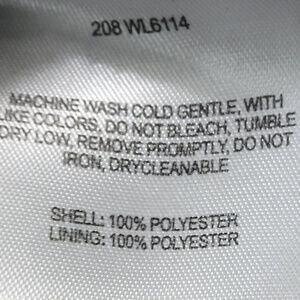 208 WL6114
MACHINE WASH COLD GENTLE, WITH
LIKE COLORS, DO NOT BLEACH, TUMBLE
DRY LOW, REMOVE PROMPTLY, DO NOT
IRON, DRYCLEANABLE
SHELL: 100% POLYESTER
LINING: 100% POLYESTER